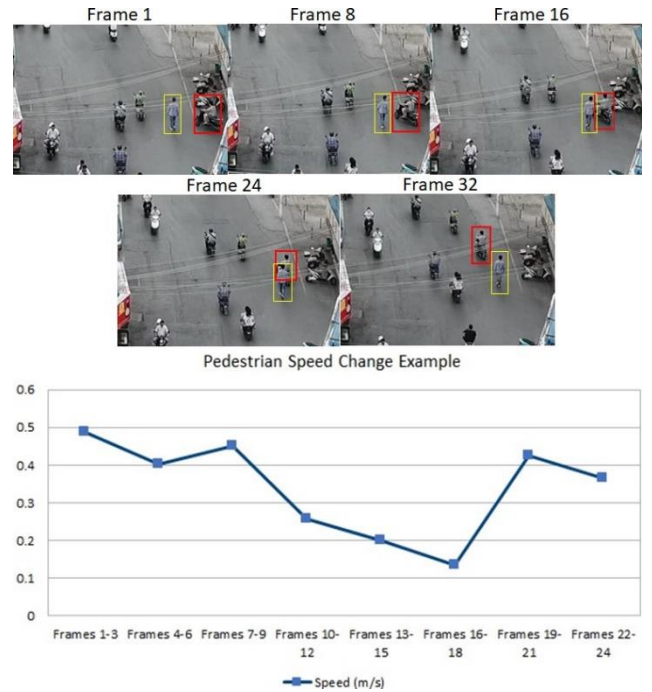 Frame 1 Frame 8 Frame 16
Frame 24 Frame 32
Pedestrian Speed Change Example
0.6
0.5
0.4
0.3
0.2
0.1
0
Frames 1-3 Frames 4-6 Frames 7-9 Frames 10-12 Frames 13-15 Frames 16-18 Frames 19-21 Frames 22-24
Speed (m/s)